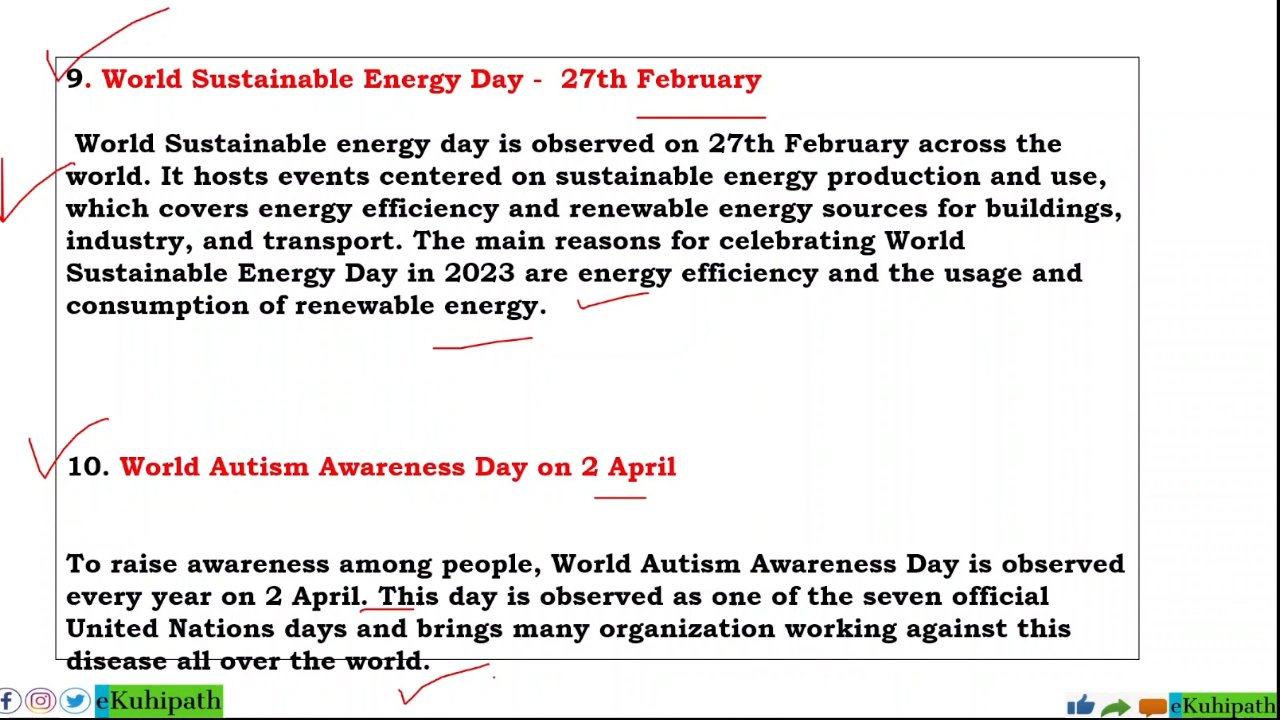 9. World Sustainable Energy Day - 27th February
World Sustainable energy day is observed on 27th February across the
world. It hosts events centered on sustainable energy production and use,
which covers energy efficiency and renewable energy sources for buildings,
industry, and transport. The main reasons for celebrating World
Sustainable Energy Day in 2023 are energy efficiency and the usage and
consumption of renewable energy.
10. World Autism Awareness Day on 2 April
To raise awareness among people, World Autism Awareness Day is observed
every year on 2 April. This day is observed as one of the seven official
United Nations days and brings many organization working against this
disease all over the world.
eKuhipath
eKuhipath